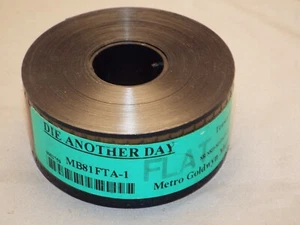 DIE ANOTHER DAY
MB81FTA-1
FLAT
Metro Goldwyn